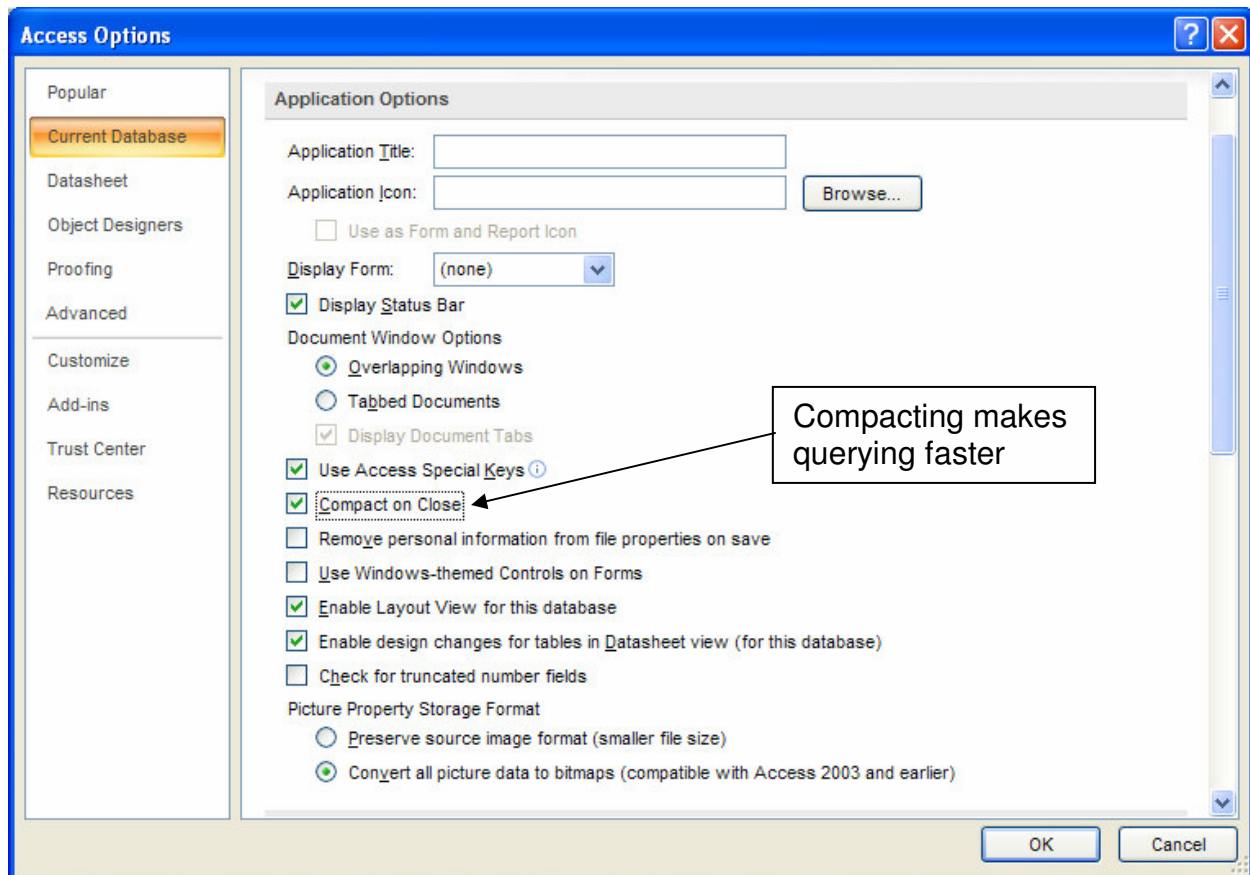 Access Options
Popular
Current Database
Datasheet
Object Designers
Proofing
Advanced
Customize
Add-ins
Trust Center
Resources
Application Options
Application Title:
Application Icon:
Browse...
Use as Form and Report Icon
Display Form:
(none)
Display Status Bar
Document Window Options
Overlapping Windows
Tabbed Documents
Display Document Tabs
Use Access Special Keys
Compact on Close
Remove personal information from file properties on save
Use Windows-themed Controls on Forms
Enable Layout View for this database
Enable design changes for tables in Datasheet view (for this database)
Check for truncated number fields
Picture Property Storage Format
Preserve source image format (smaller file size)
Convert all picture data to bitmaps (compatible with Access 2003 and earlier)
Compacting makes
querying faster
OK
Cancel